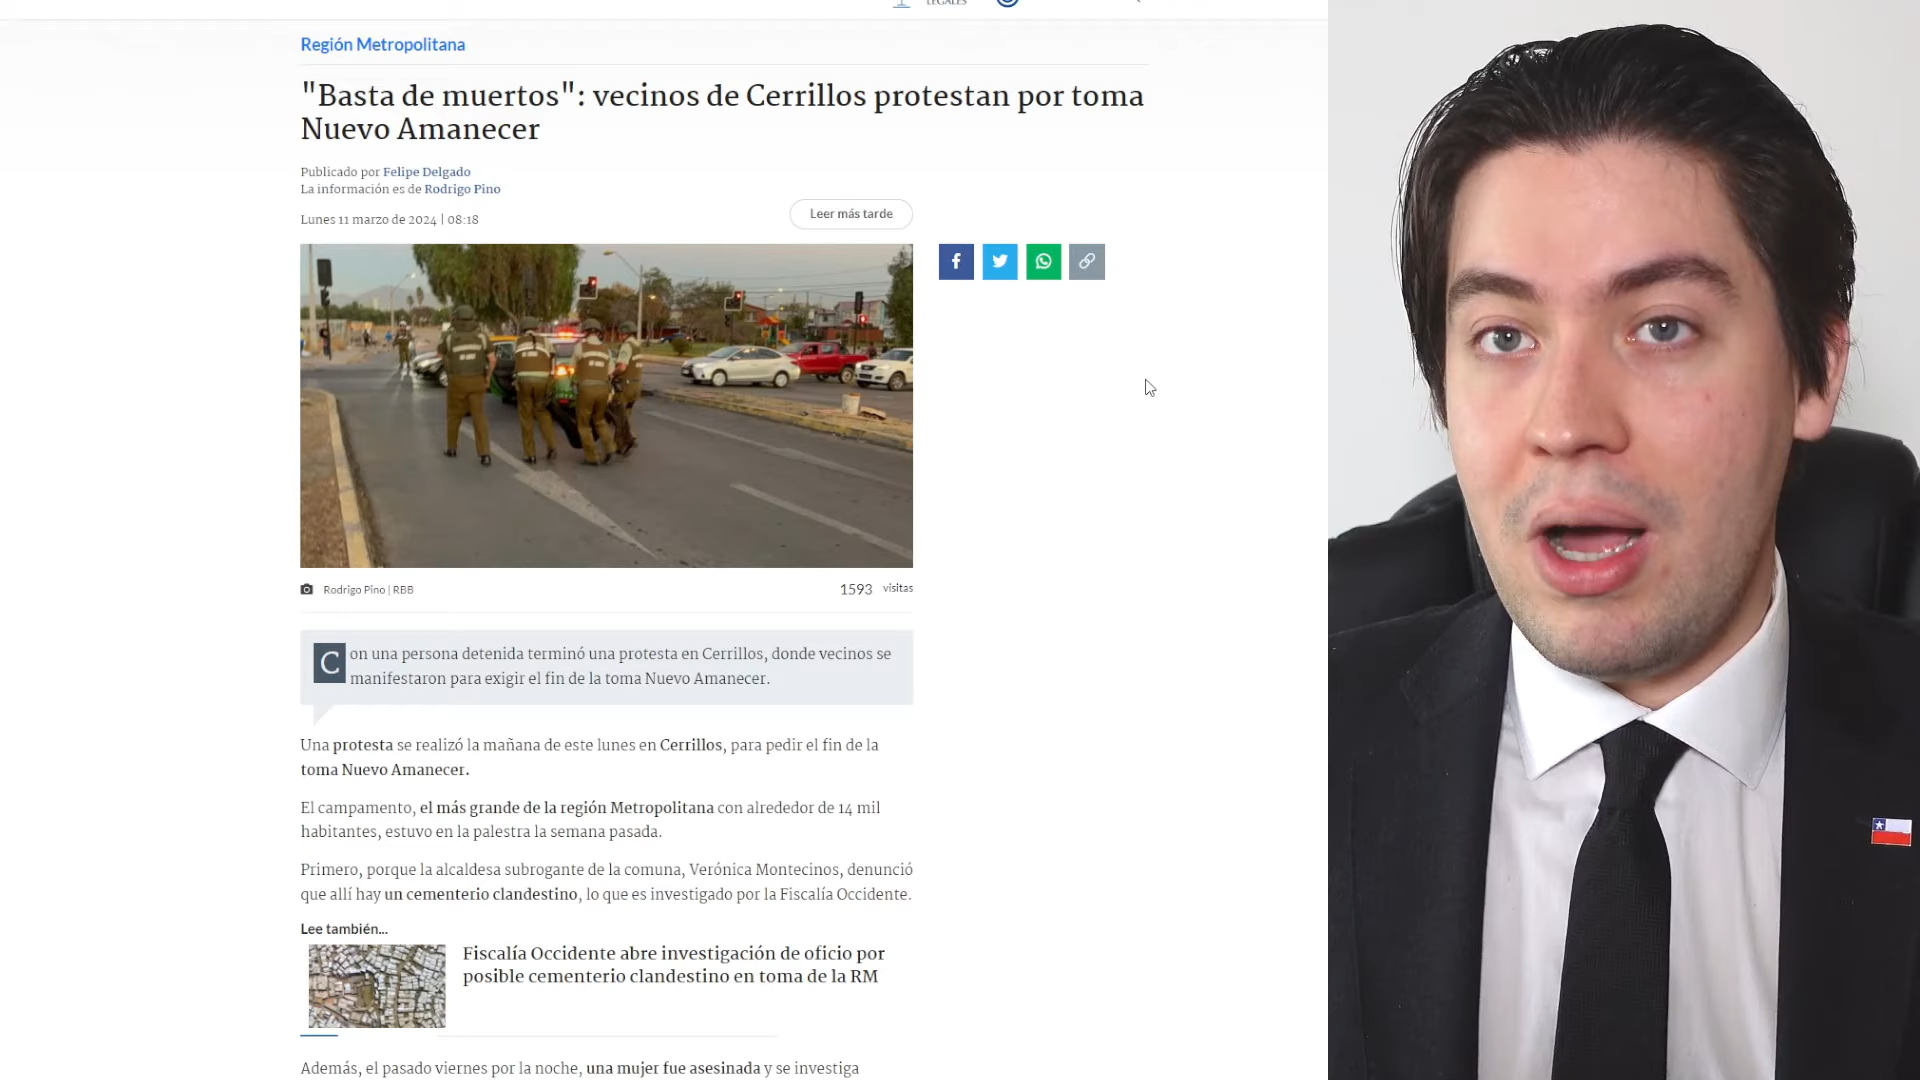 LEGALES
Región Metropolitana
"Basta de muertos": vecinos de Cerrillos protestan por toma
Nuevo Amanecer
Publicado por Felipe Delgado
La información es de Rodrigo Pino
Lunes 11 marzo de 2024 | 08:18
Leer más tarde
Rodrigo Pino | RBB
1593 visitas
Con una persona detenida terminó una protesta en Cerrillos, donde vecinos se
manifestaron para exigir el fin de la toma Nuevo Amanecer.
Una protesta se realizó la mañana de este lunes en Cerrillos, para pedir el fin de la
toma Nuevo Amanecer.
El campamento, el más grande de la región Metropolitana con alrededor de 14 mil
habitantes, estuvo en la palestra la semana pasada.
Primero, porque la alcaldesa subrogante de la comuna, Verónica Montecinos, denunció
que allí hay un cementerio clandestino, lo que es investigado por la Fiscalía Occidente.
Lee también...
Fiscalía Occidente abre investigación de oficio por
posible cementerio clandestino en toma de la RM
Además, el pasado viernes por la noche, una mujer fue asesinada y se investiga